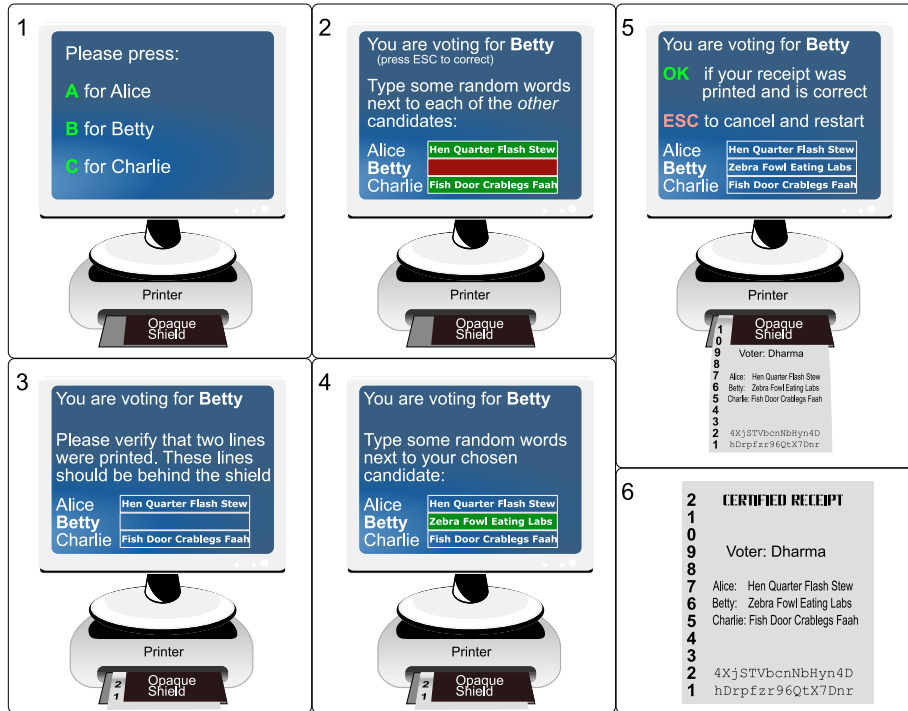 1
Please press:
A for Alice
B for Betty
C for Charlie
Printer
Opaque
Shield
2
You are voting for Betty
(press ESC to correct)
Type some random words
next to each of the other
candidates:
Alice Hen Quarter Flash Stew
Betty
Charlie Fish Door Crablegs Faah
Printer
Opaque
Shield
5
You are voting for Betty
OK if your receipt was
printed and is correct
ESC to cancel and restart
Alice Hen Quarter Flash Stew
Betty Zebra Fowl Eating Labs
Charlie Fish Door Crablegs Faah
Printer
Opaque
Shield
1
0
9 Voter: Dharma
8
7 Alice: Hen Quarter Flash Stew
6 Betty: Zebra Fowl Eating Labs
5 Charlie: Fish Door Crablegs Faah
4
3
2 4XjSTVbcnNbHyn4D
1 hDrpfzr96QtX7Dnr
3
You are voting for Betty
Please verify that two lines
were printed. These lines
should be behind the shield
Alice Hen Quarter Flash Stew
Betty
Charlie Fish Door Crablegs Faah
Printer
Opaque
Shield
2
1
4
You are voting for Betty
Type some random words
next to your chosen
candidate:
Alice Hen Quarter Flash Stew
Betty Zebra Fowl Eating Labs
Charlie Fish Door Crablegs Faah
Printer
Opaque
Shield
2
1
6
2 CERTIFIED RECEIPT
1
0
9 Voter: Dharma
8
7 Alice: Hen Quarter Flash Stew
6 Betty: Zebra Fowl Eating Labs
5 Charlie: Fish Door Crablegs Faah
4
3
2 4XjSTVbcnNbHyn4D
1 hDrpfzr96QtX7Dnr